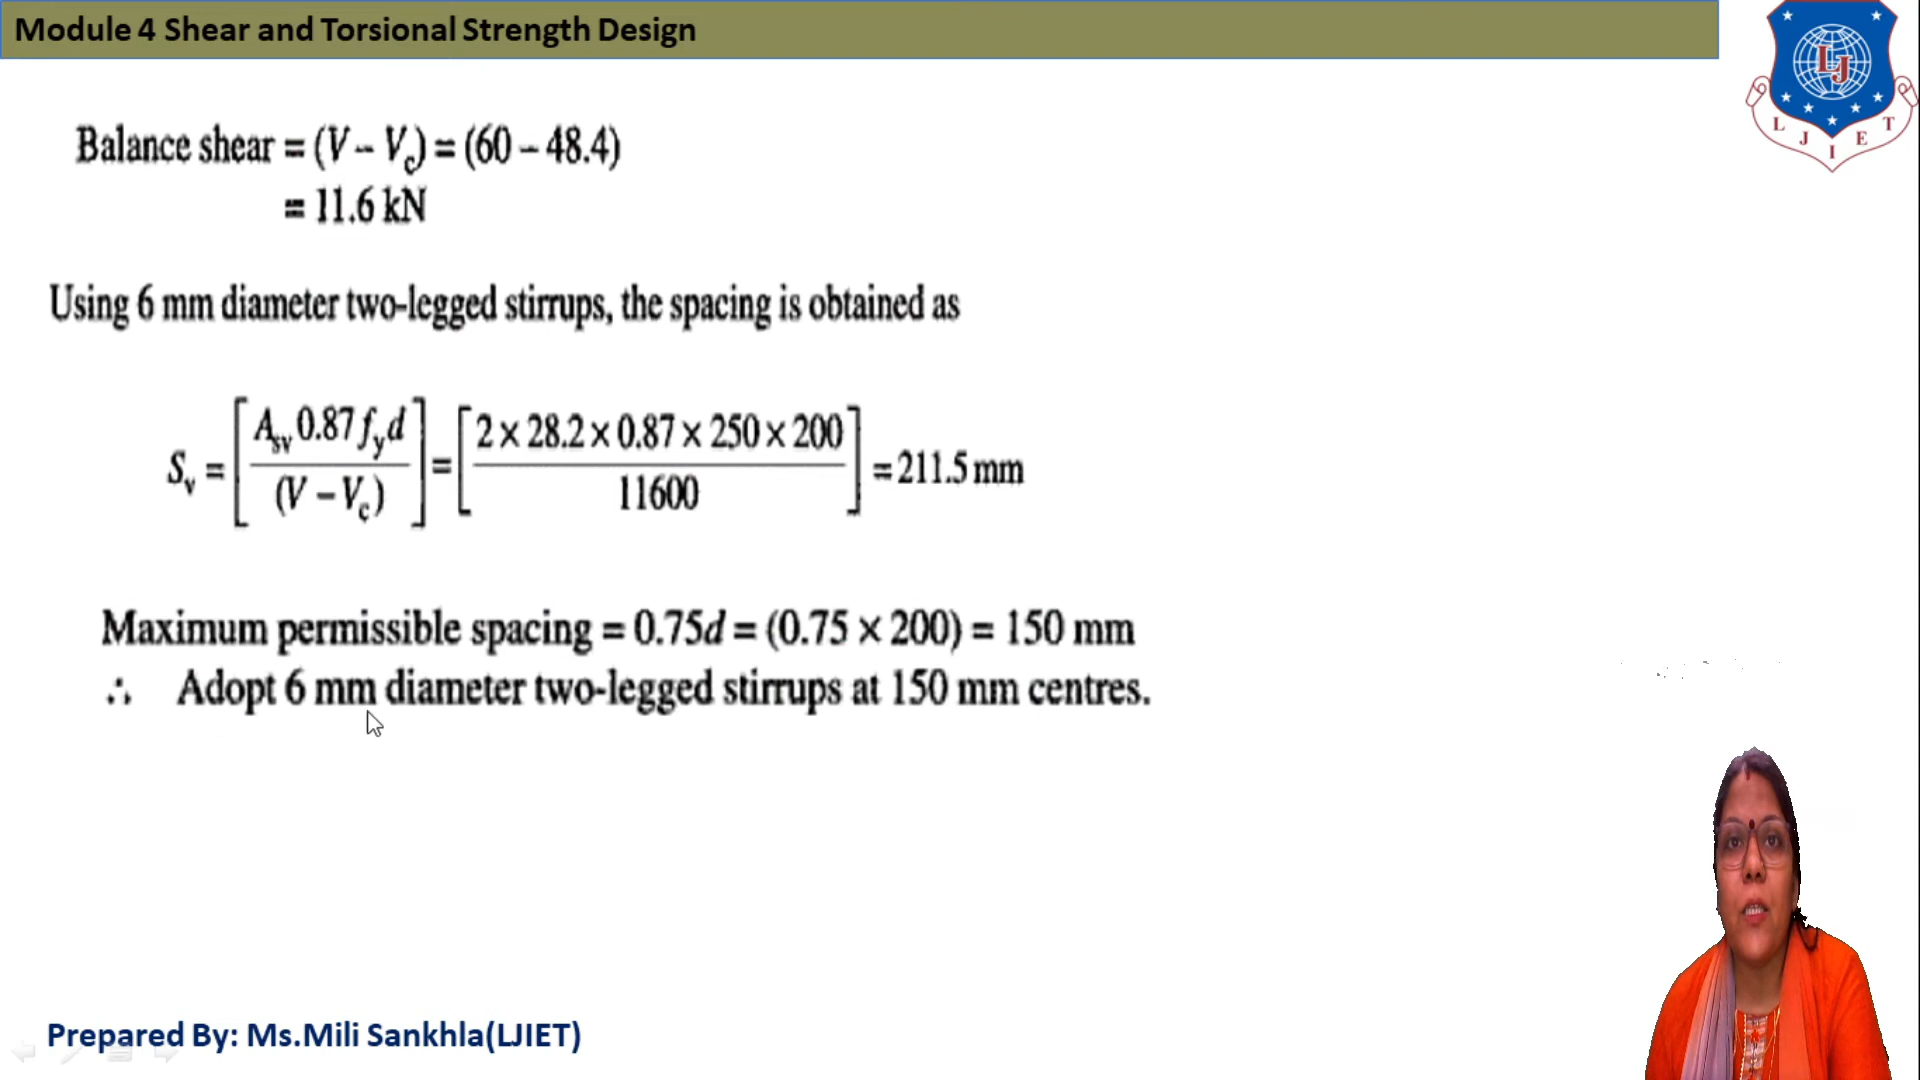 Module 4 Shear and Torsional Strength Design
LJ
L J I E T
Balance shear = (V – Vc) = (60 – 48.4)
= 11.6 kN
Using 6 mm diameter two-legged stirrups, the spacing is obtained as
Sv = [Asv 0.87 fy d / (V – Vc)] = [2 × 28.2 × 0.87 × 250 × 200 / 11600] = 211.5 mm
Maximum permissible spacing = 0.75d = (0.75 × 200) = 150 mm
∴ Adopt 6 mm diameter two-legged stirrups at 150 mm centres.
Prepared By: Ms.Mili Sankhla(LJIET)